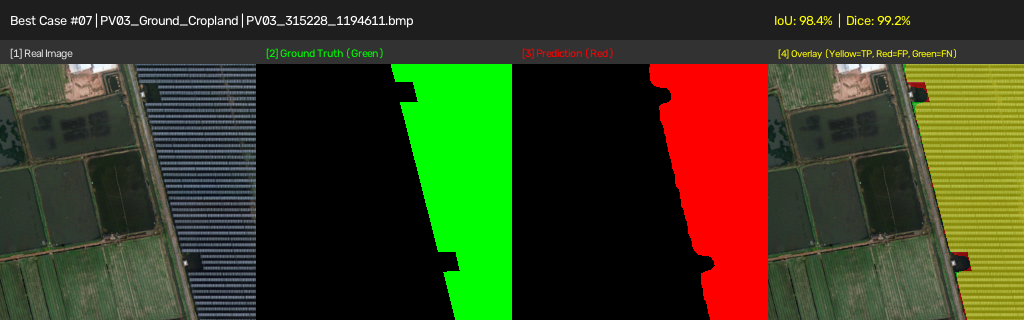 Best Case #07 | PV03_Ground_Cropland | PV03_315228_1194611.bmp
IoU: 98.4% | Dice: 99.2%
[1] Real Image
[2] Ground Truth (Green)
[3] Prediction (Red)
[4] Overlay (Yellow=TP, Red=FP, Green=FN)